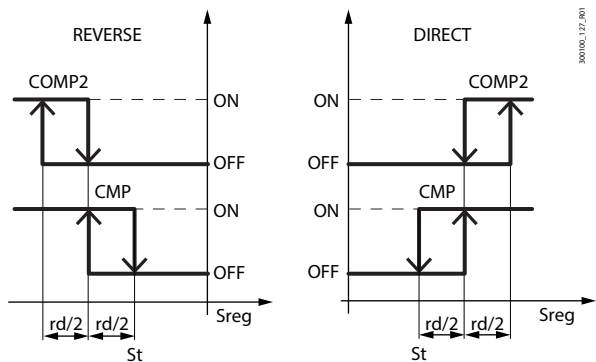 REVERSE
COMP2
ON
OFF
CMP
ON
OFF
rd/2 rd/2
Sreg
St
DIRECT
COMP2
ON
OFF
CMP
ON
OFF
rd/2 rd/2
Sreg
St
300100_127_R01